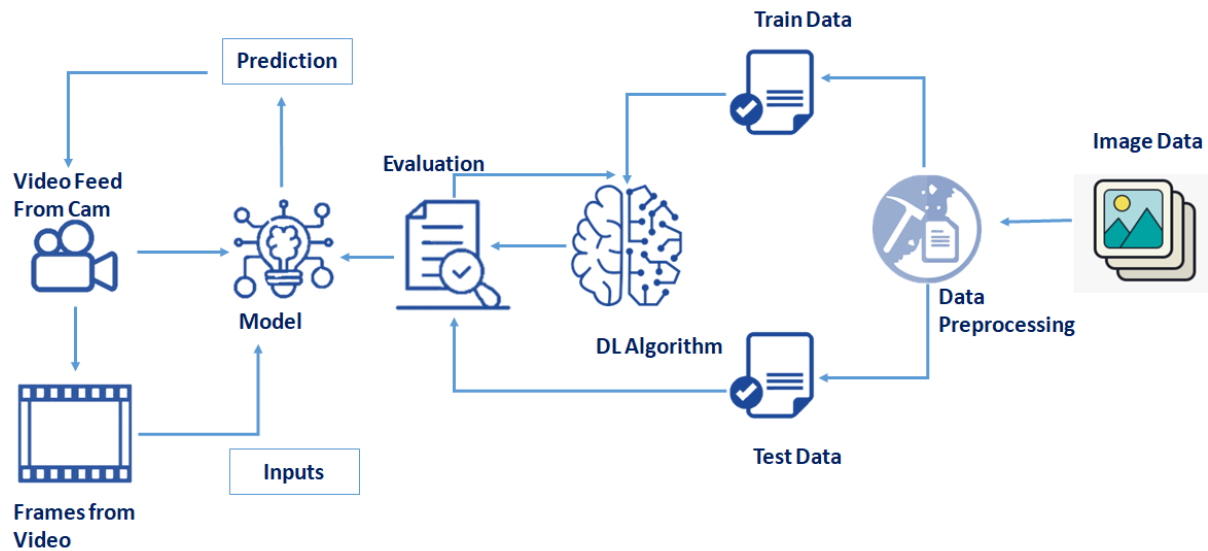 Train Data
Prediction
Image Data
Evaluation
Video Feed
From Cam
Data
Preprocessing
Model
DL Algorithm
Test Data
Inputs
Frames from
Video